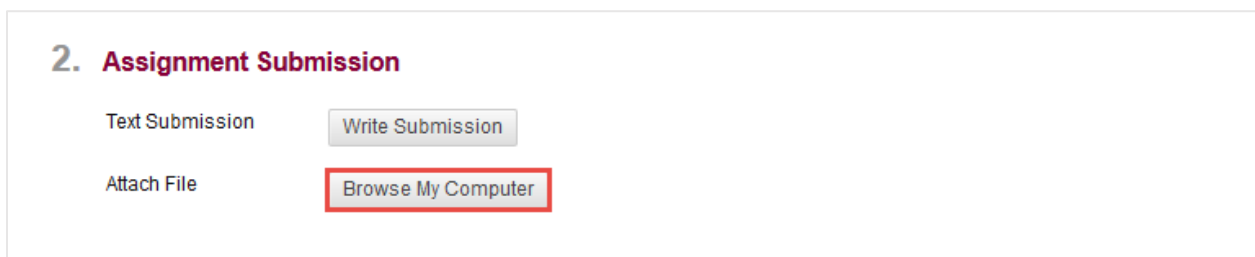 2. Assignment Submission
Text Submission Write Submission
Attach File Browse My Computer